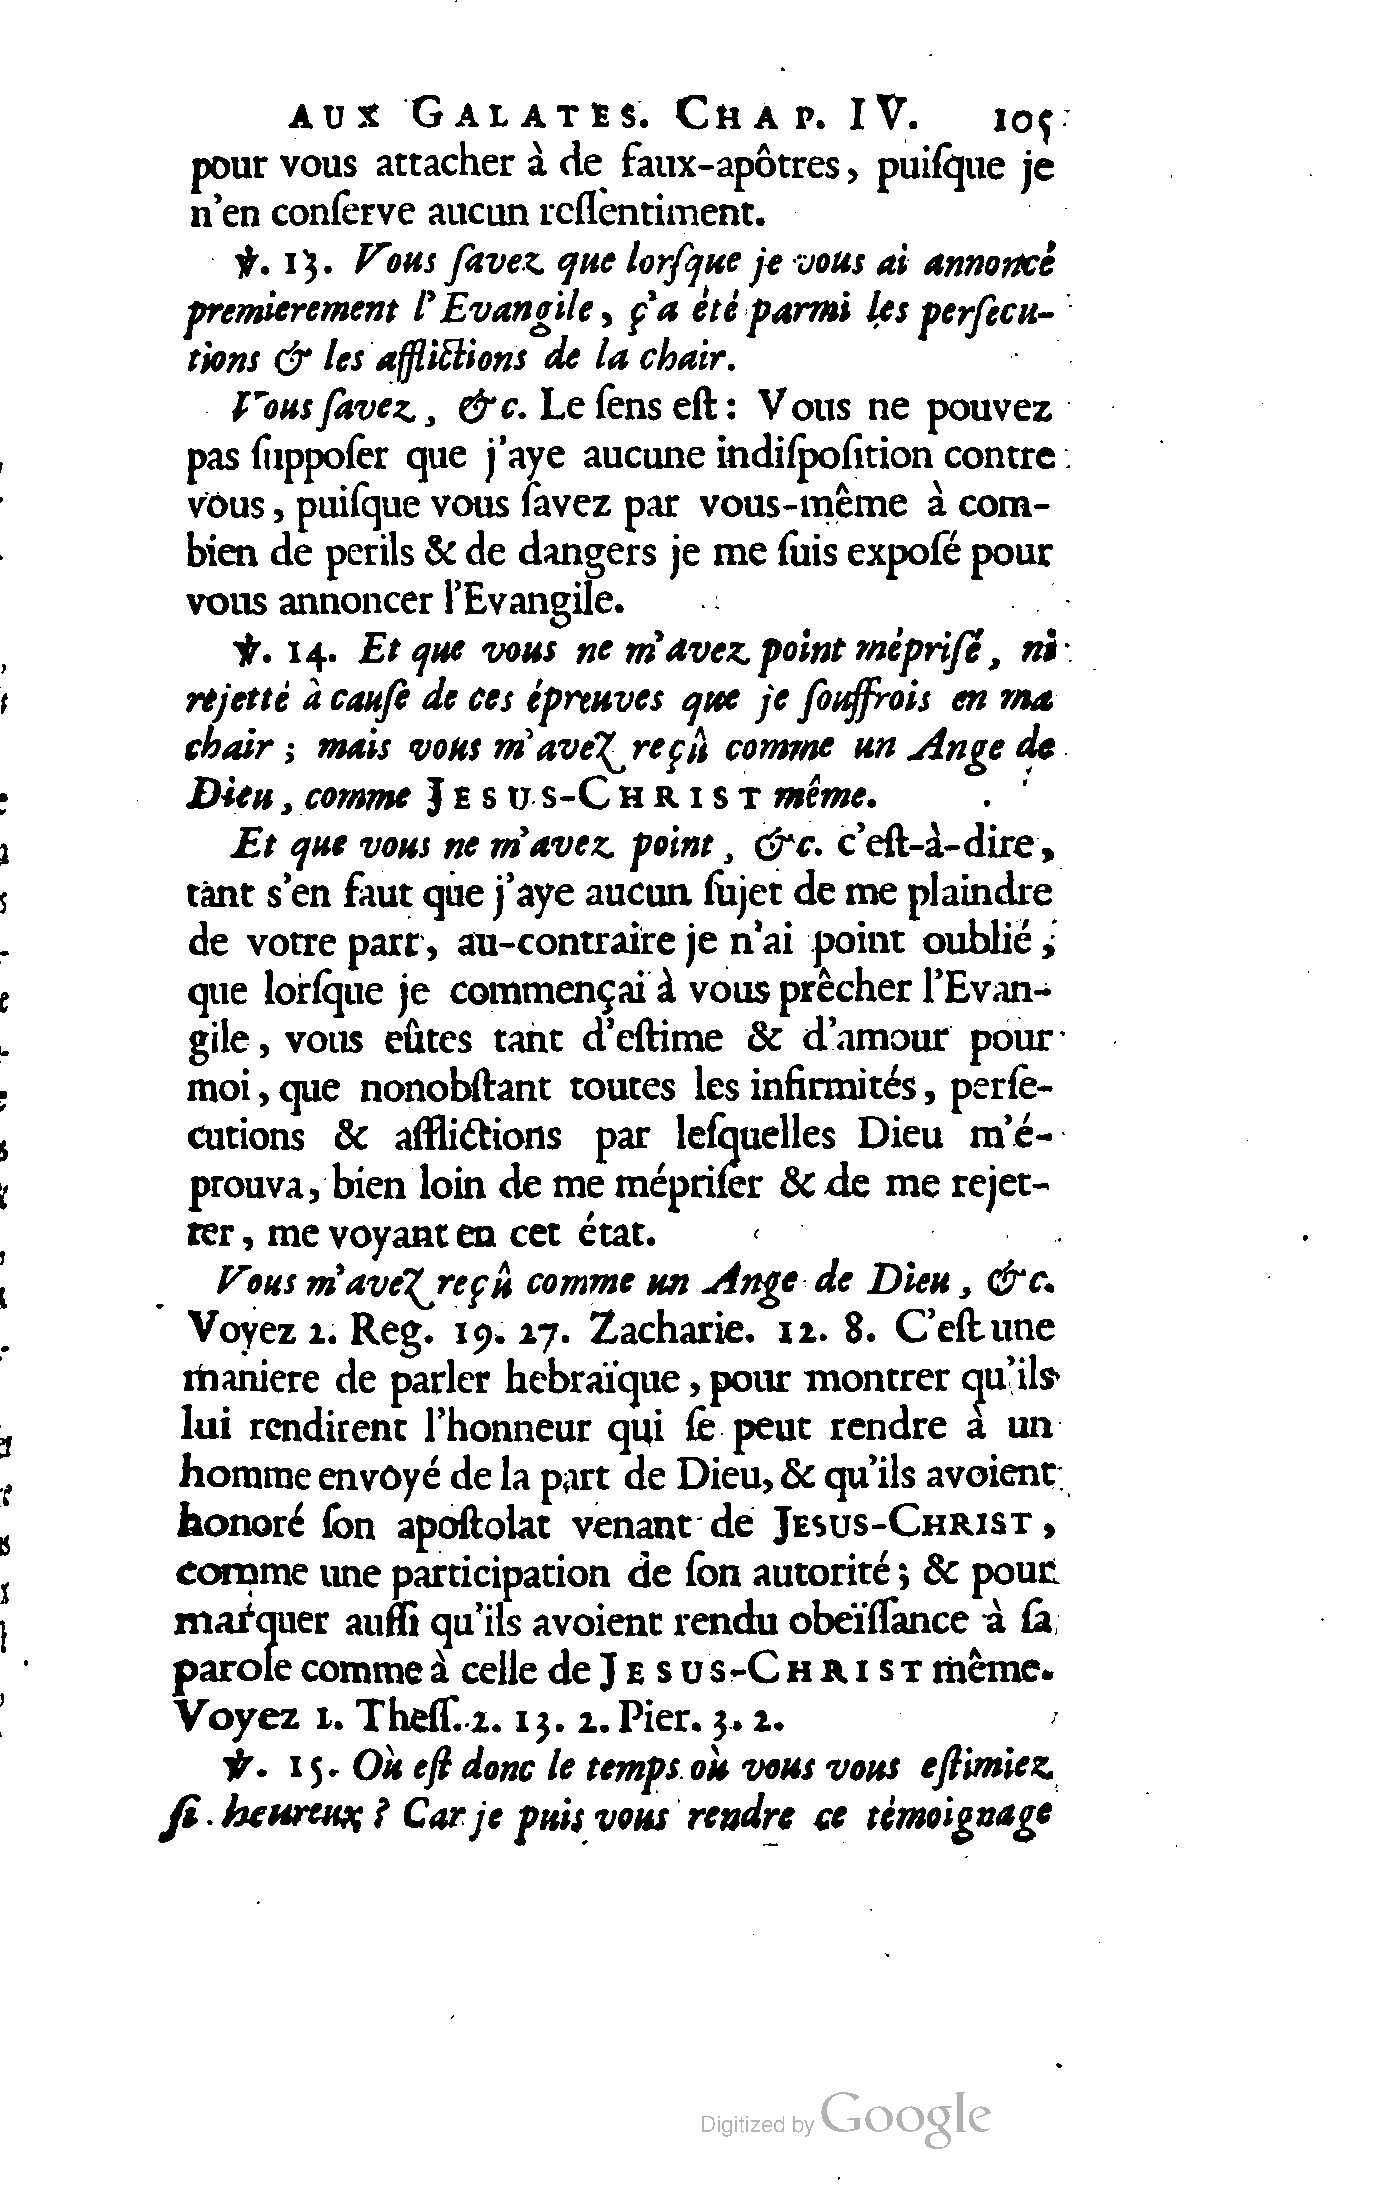 AUX GALATES. CHAP. IV. 105
pour vous attacher à de faux-apôtres, puiſque je
n'en conſerve aucun reſſentiment.
℣. 13. Vous ſavez que lorſque je vous ai annoncé
premierement l'Evangile, ç'a été parmi les perſecu-
tions & les afflictions de la chair.
Vous ſavez, &c. Le ſens eſt: Vous ne pouvez
pas ſuppoſer que j'aye aucune indiſpoſition contre
vous, puiſque vous ſavez par vous-même à com-
bien de perils & de dangers je me ſuis expoſé pour
vous annoncer l'Evangile.
℣. 14. Et que vous ne m'avez point mépriſé, ni
rejetté à cauſe de ces épreuves que je ſouffrois en ma
chair; mais vous m'avez reçû comme un Ange de
Dieu, comme JESUS-CHRIST même.
Et que vous ne m'avez point, &c. c'eſt-à-dire,
tant s'en faut que j'aye aucun ſujet de me plaindre
de votre part, au-contraire je n'ai point oublié,
que lorſque je commençai à vous prêcher l'Evan-
gile, vous eûtes tant d'eſtime & d'amour pour
moi, que nonobſtant toutes les infirmités, perſe-
cutions & afflictions par leſquelles Dieu m'é-
prouva, bien loin de me mépriſer & de me rejet-
ter, me voyant en cet état.
Vous m'avez reçû comme un Ange de Dieu, &c.
Voyez 2. Reg. 19. 27. Zacharie. 12. 8. C'eſt une
maniere de parler hebraïque, pour montrer qu'ils
lui rendirent l'honneur qui ſe peut rendre à un
homme envoyé de la part de Dieu, & qu'ils avoient
honoré ſon apoſtolat venant de JESUS-CHRIST,
comme une participation de ſon autorité; & pour
marquer auſſi qu'ils avoient rendu obeïſſance à ſa
parole comme à celle de JESUS-CHRIST même.
Voyez 1. Theſſ. 2. 13. 2. Pier. 3. 2.
℣. 15. Où eſt donc le temps où vous vous eſtimiez
ſi heureux? Car je puis vous rendre ce témoignage
Digitized by Google